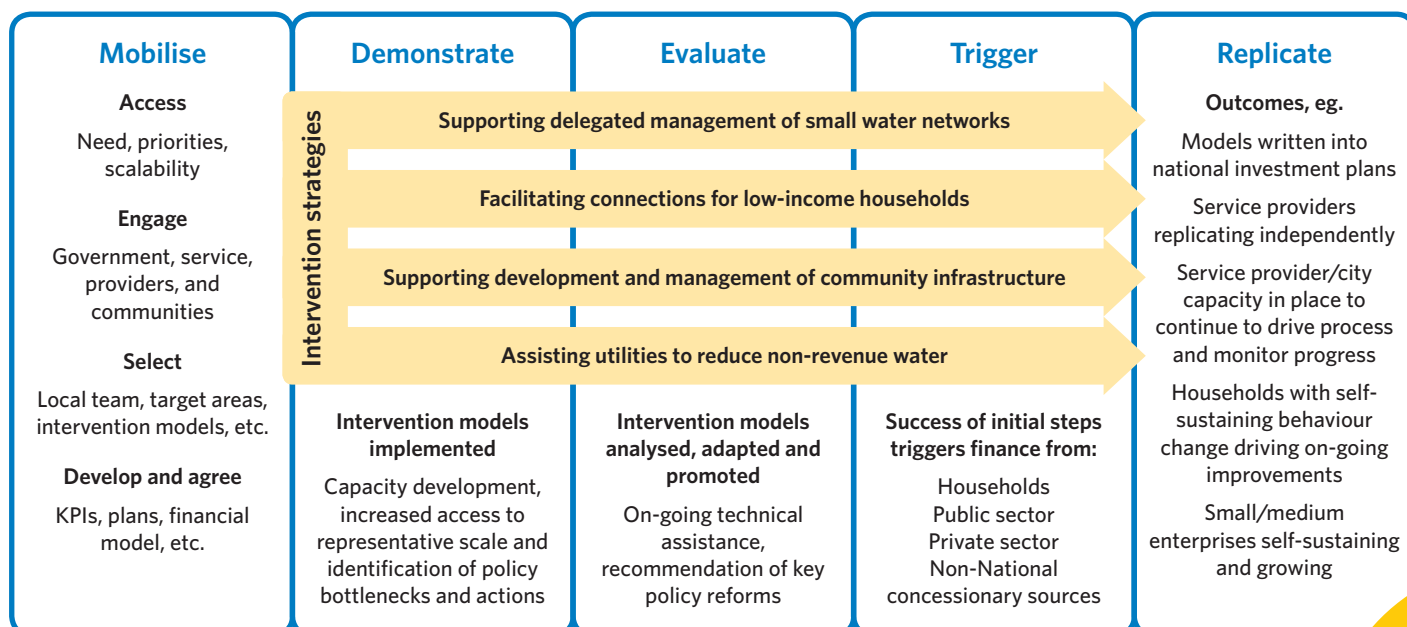 Mobilise
Access
Need, priorities,
scalability
Engage
Government, service,
providers, and
communities
Select
Local team, target areas,
intervention models, etc.
Develop and agree
KPIs, plans, financial
model, etc.
Intervention strategies
Supporting delegated management of small water networks
Facilitating connections for low-income households
Supporting development and management of community infrastructure
Assisting utilities to reduce non-revenue water
Demonstrate
Intervention models
implemented
Capacity development,
increased access to
representative scale and
identification of policy
bottlenecks and actions
Evaluate
Intervention models
analysed, adapted and
promoted
On-going technical
assistance,
recommendation of key
policy reforms
Trigger
Success of initial steps
triggers finance from:
Households
Public sector
Private sector
Non-National
concessionary sources
Replicate
Outcomes, eg.
Models written into
national investment plans
Service providers
replicating independently
Service provider/city
capacity in place to
continue to drive process
and monitor progress
Households with self-
sustaining behaviour
change driving on-going
improvements
Small/medium
enterprises self-sustaining
and growing